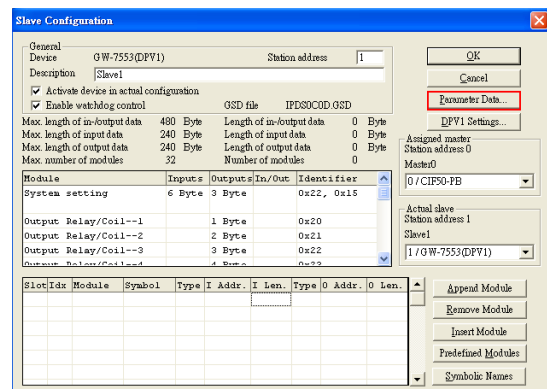 Slave Configuration
General
Device GW-7553(DPV1) Station address 1
Description Slave1
Activate device in actual configuration
Enable watchdog control GSD file IPDS0C0D.GSD
Max. length of in-/output data 480 Byte Length of in-/output data 0 Byte
Max. length of input data 240 Byte Length of input data 0 Byte
Max. length of output data 240 Byte Length of output data 0 Byte
Max. number of modules 32 Number of modules 0
OK
Cancel
Parameter Data...
DPV1 Settings...
Assigned master
Station address 0
Master0
0 / CIF50-PB
Actual slave
Station address 1
Slave1
1 / GW-7553(DPV1)
Module Inputs Outputs In/Out Identifier
System setting 6 Byte 3 Byte 0x22, 0x15
Output Relay/Coil--1 1 Byte 0x20
Output Relay/Coil--2 2 Byte 0x21
Output Relay/Coil--3 3 Byte 0x22
Output Relay/Coil--4 4 Byte 0x23
Slot Idx Module Symbol Type I Addr. I Len. Type O Addr. O Len.
Append Module
Remove Module
Insert Module
Predefined Modules
Symbolic Names